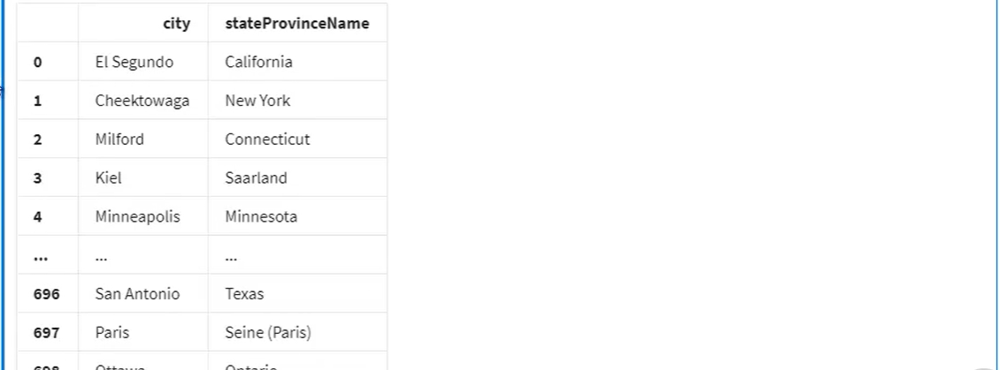 city stateProvinceName
0 El Segundo California
1 Cheektowaga New York
2 Milford Connecticut
3 Kiel Saarland
4 Minneapolis Minnesota
... ... ...
696 San Antonio Texas
697 Paris Seine (Paris)
698 Ottawa Ontario